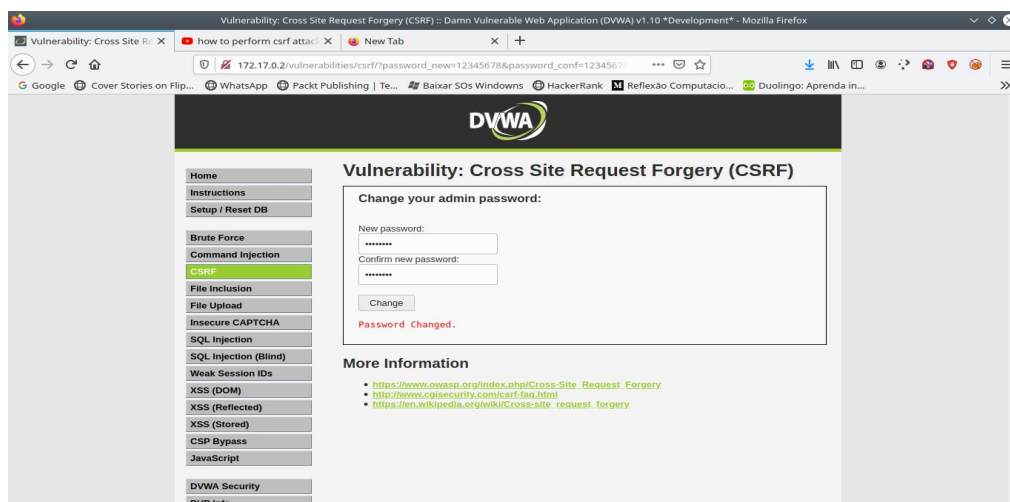 Vulnerability: Cross Site Request Forgery (CSRF) :: Damn Vulnerable Web Application (DVWA) v1.10 *Development* - Mozilla Firefox
Vulnerability: Cross Site Re
how to perform csrf attac
New Tab
172.17.0.2/vulnerabilities/csrf/?password_new=12345678&password_conf=1234567
Google
Cover Stories on Flip...
WhatsApp
Packt Publishing | Te...
Baixar SOs Windowns
HackerRank
Reflexão Computacio...
Duolingo: Aprenda in...
DVWA
Home
Instructions
Setup / Reset DB
Brute Force
Command Injection
CSRF
File Inclusion
File Upload
Insecure CAPTCHA
SQL Injection
SQL Injection (Blind)
Weak Session IDs
XSS (DOM)
XSS (Reflected)
XSS (Stored)
CSP Bypass
JavaScript
DVWA Security
Vulnerability: Cross Site Request Forgery (CSRF)
Change your admin password:
New password:
••••••••
Confirm new password:
••••••••
Change
Password Changed.
More Information
https://www.owasp.org/index.php/Cross-Site_Request_Forgery
http://www.cgisecurity.com/csrf-faq.html
https://en.wikipedia.org/wiki/Cross-site_request_forgery